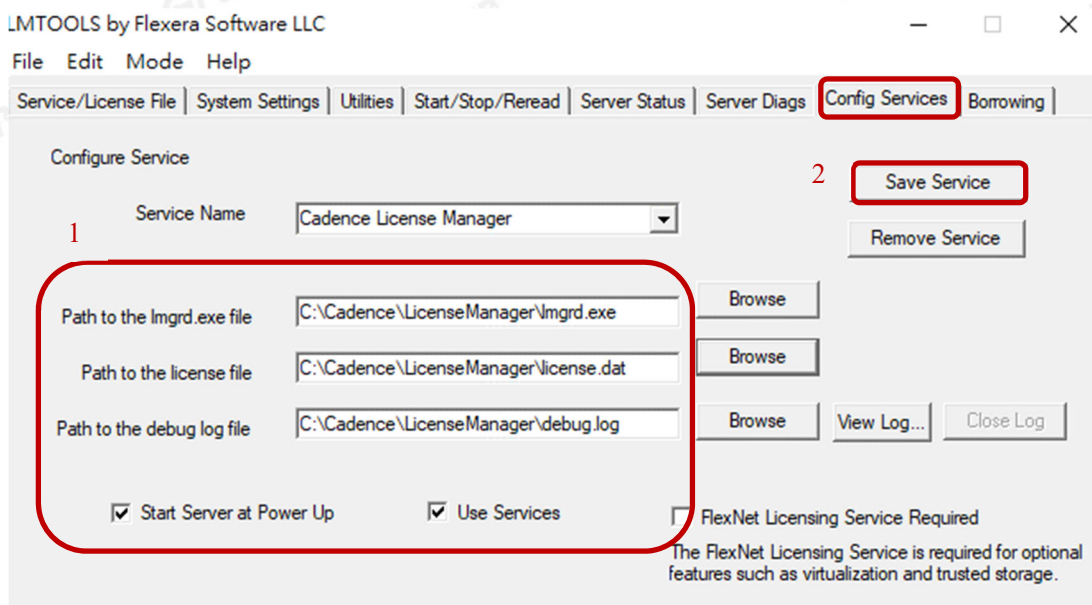 LMTOOLS by Flexera Software LLC
File Edit Mode Help
Service/License File System Settings Utilities Start/Stop/Reread Server Status Server Diags Config Services Borrowing
Configure Service
2 Save Service
Service Name Cadence License Manager
Remove Service
1
Path to the lmgrd.exe file C:\Cadence\LicenseManager\lmgrd.exe Browse
Path to the license file C:\Cadence\LicenseManager\license.dat Browse
Path to the debug log file C:\Cadence\LicenseManager\debug.log Browse View Log... Close Log
Start Server at Power Up Use Services FlexNet Licensing Service Required
The FlexNet Licensing Service is required for optional
features such as virtualization and trusted storage.